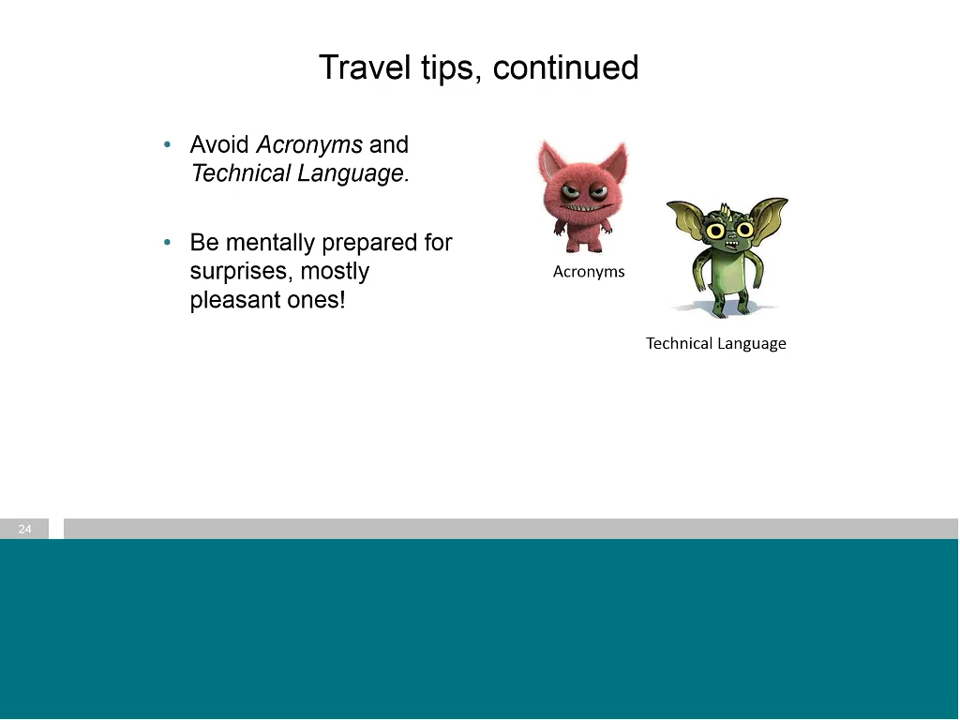 Travel tips, continued
• Avoid Acronyms and
Technical Language.
• Be mentally prepared for
surprises, mostly
pleasant ones!
Acronyms
Technical Language
24